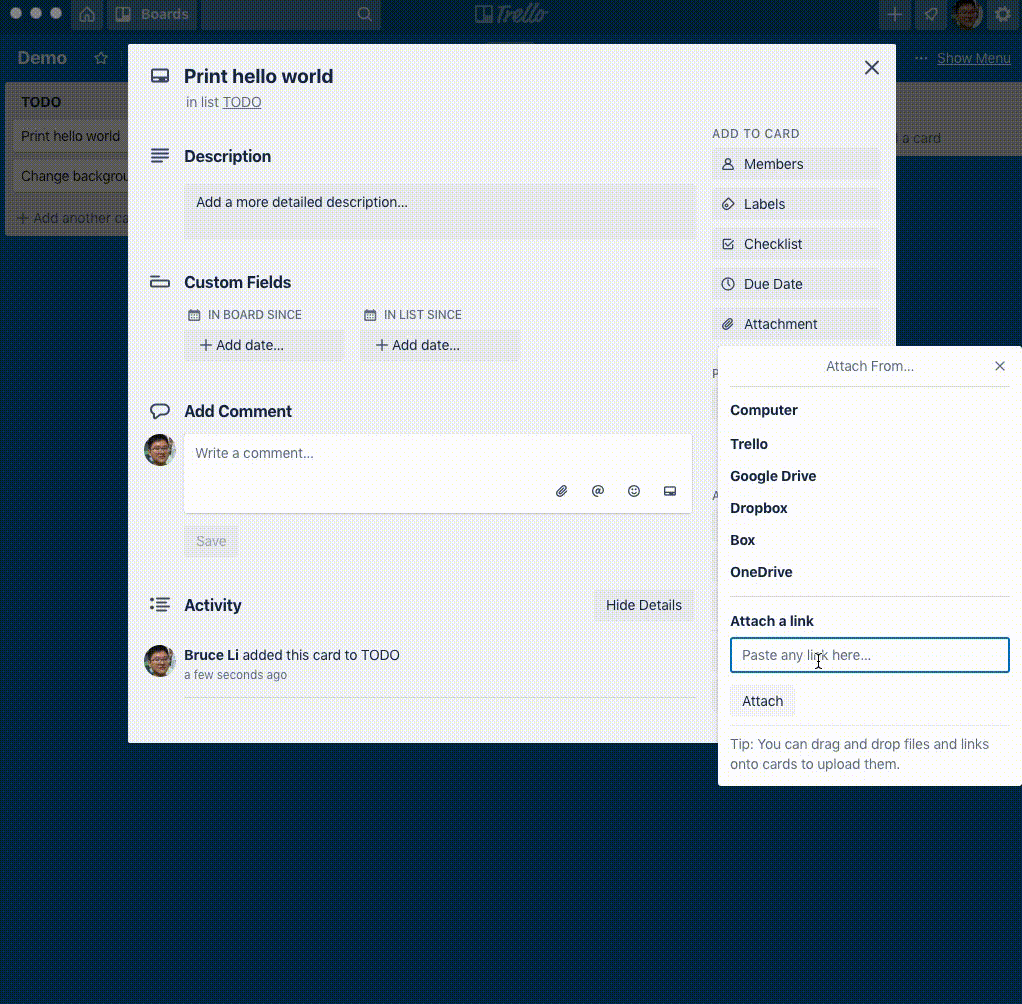 Boards
Trello
Demo
Show Menu
TODO
Print hello world
Change backgrou
Add another ca
a card
Print hello world
in list TODO
Description
Add a more detailed description…
Custom Fields
IN BOARD SINCE
IN LIST SINCE
Add date…
Add date…
Add Comment
Write a comment…
Save
Activity
Hide Details
Bruce Li added this card to TODO
a few seconds ago
ADD TO CARD
Members
Labels
Checklist
Due Date
Attachment
P
A
Attach From…
Computer
Trello
Google Drive
Dropbox
Box
OneDrive
Attach a link
Paste any link here…
Attach
Tip: You can drag and drop files and links
onto cards to upload them.